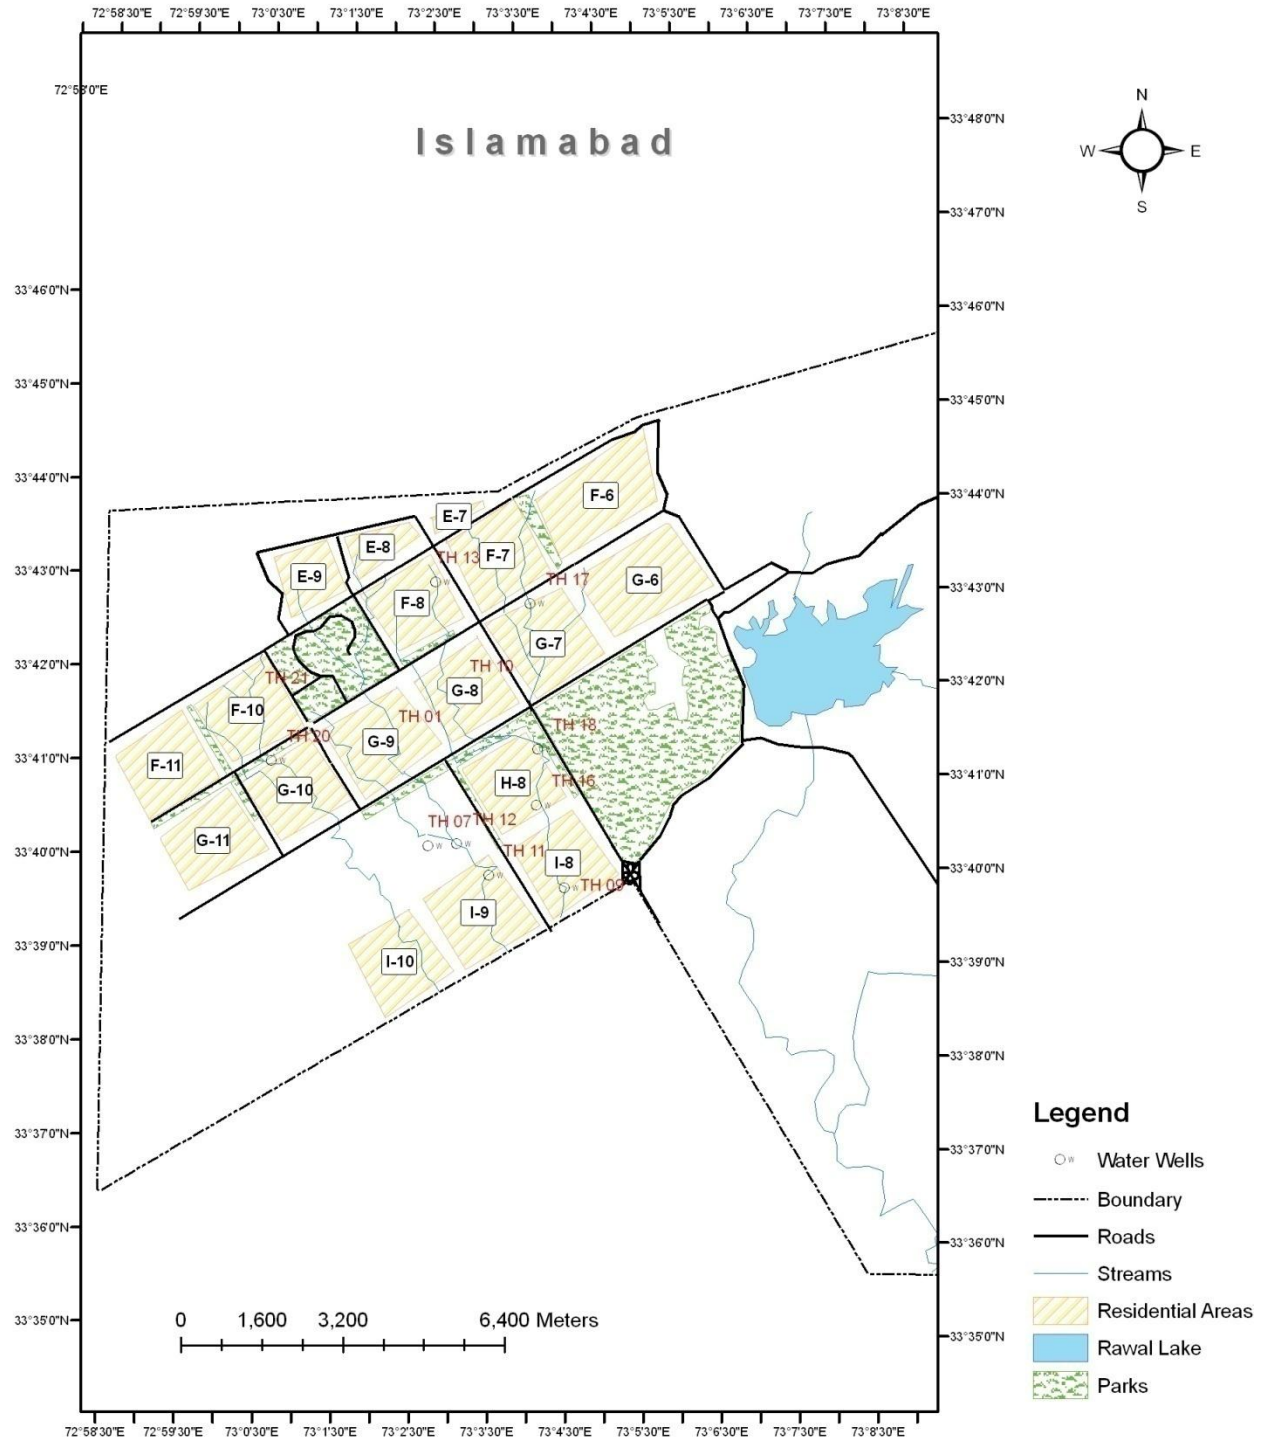 72°58'30"E 72°59'30"E 73°0'30"E 73°1'30"E 73°2'30"E 73°3'30"E 73°4'30"E 73°5'30"E 73°6'30"E 73°7'30"E 73°8'30"E
72°58'0"E
Islamabad
N
W E
S
33°48'0"N
33°47'0"N
33°46'0"N
33°46'0"N
33°45'0"N
33°45'0"N
33°44'0"N
33°44'0"N
F-6
E-7
E-8
TH 13
F-7
33°43'0"N
E-9
TH 17
G-6
33°43'0"N
w
F-8
w
G-7
33°42'0"N
TH 10
TH 21
33°42'0"N
G-8
F-10
TH 01
TH 18
TH 20
G-9
w
33°41'0"N
w
F-11
33°41'0"N
H-8
TH 16
G-10
w
TH 07
TH 12
G-11
w
w
33°40'0"N
TH 11
I-8
33°40'0"N
w
w
TH 09
I-9
33°39'0"N
I-10
33°39'0"N
33°38'0"N
33°38'0"N
33°37'0"N
33°37'0"N
33°36'0"N
33°36'0"N
33°35'0"N
33°35'0"N
Legend
w Water Wells
Boundary
Roads
Streams
Residential Areas
Rawal Lake
Parks
0 1,600 3,200 6,400 Meters
72°58'30"E 72°59'30"E 73°0'30"E 73°1'30"E 73°2'30"E 73°3'30"E 73°4'30"E 73°5'30"E 73°6'30"E 73°7'30"E 73°8'30"E